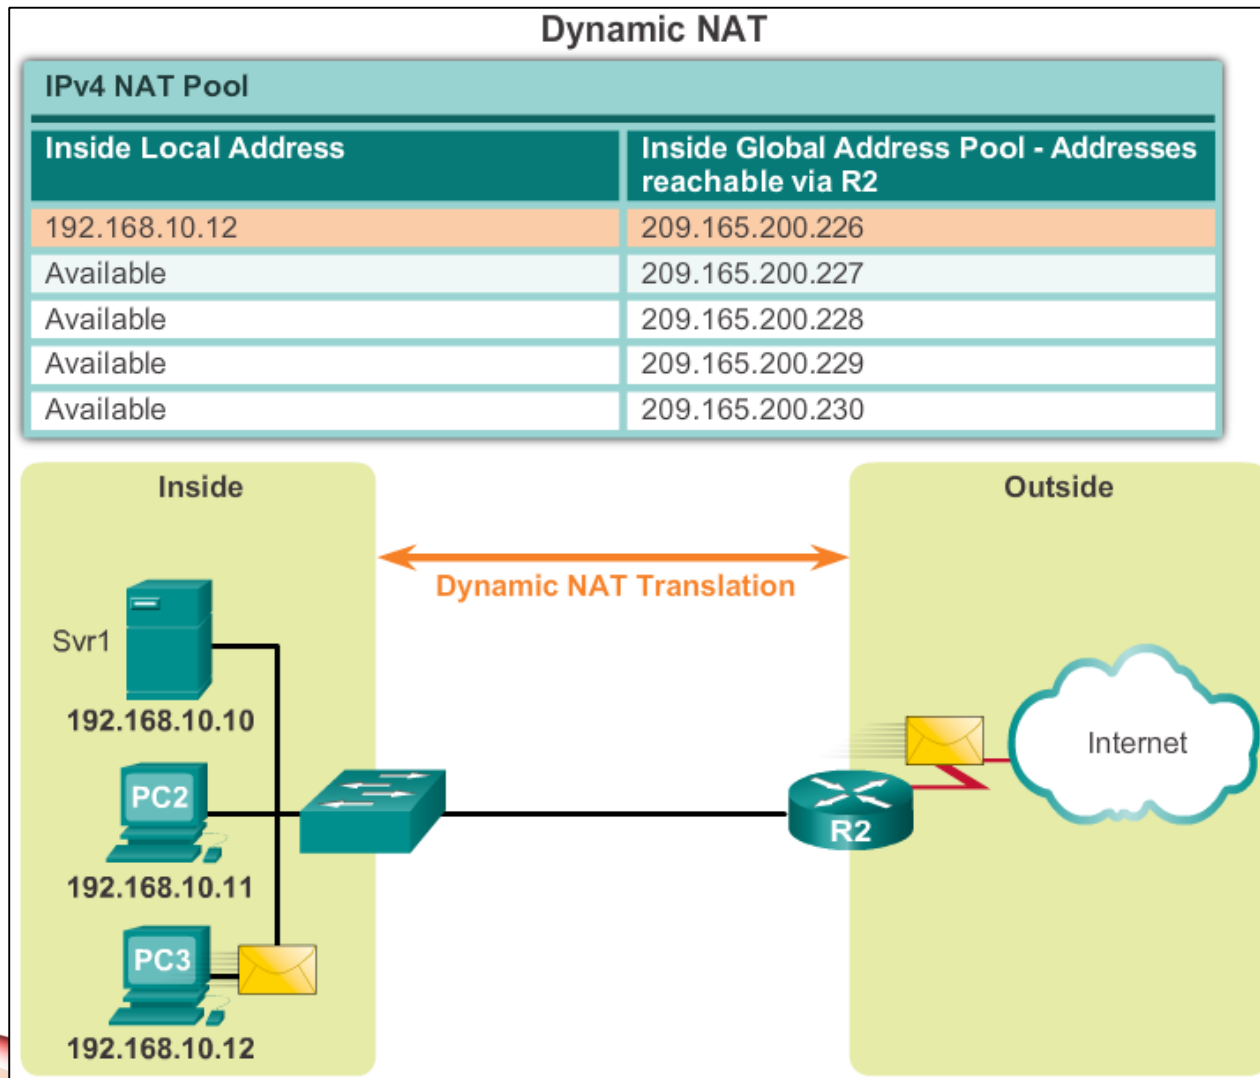 Dynamic NAT
IPv4 NAT Pool
Inside Local Address
Inside Global Address Pool - Addresses
reachable via R2
192.168.10.12
209.165.200.226
Available
209.165.200.227
Available
209.165.200.228
Available
209.165.200.229
Available
209.165.200.230
Inside
Outside
Dynamic NAT Translation
Svr1
192.168.10.10
Internet
PC2
R2
192.168.10.11
PC3
192.168.10.12